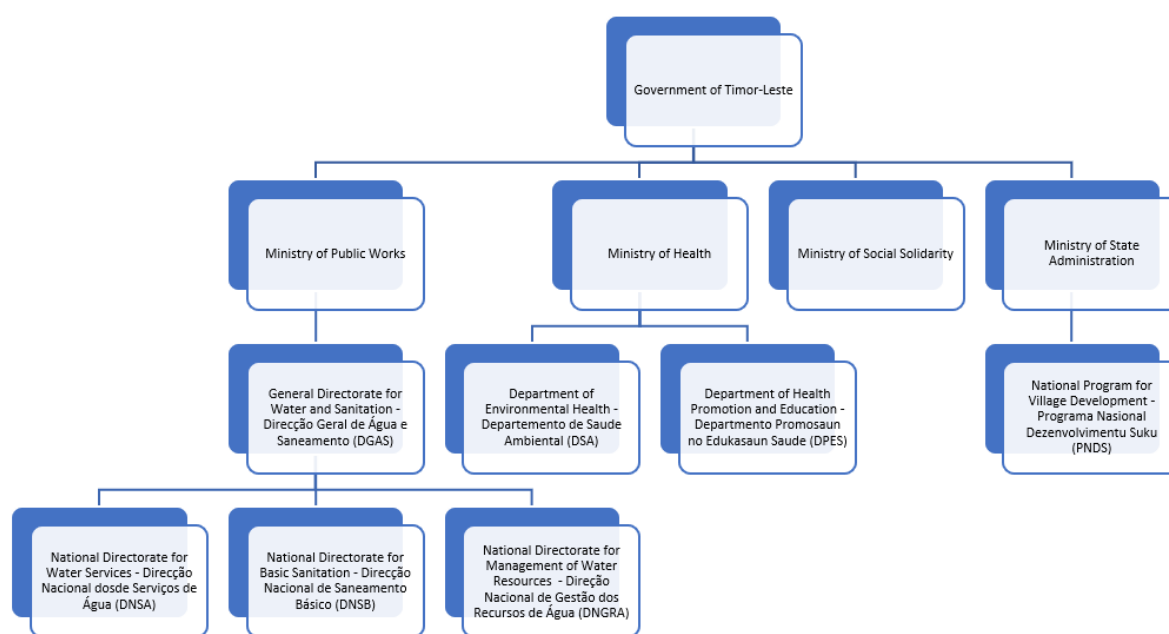 Government of Timor-Leste
Ministry of Public Works
Ministry of Health
Ministry of Social Solidarity
Ministry of State
Administration
General Directorate for
Water and Sanitation -
Direcção Geral de Água e
Saneamento (DGAS)
Department of
Environmental Health -
Departemento de Saude
Ambiental (DSA)
Department of Health
Promotion and Education -
Departmento Promosaun
no Edukasaun Saude (DPES)
National Program for
Village Development -
Programa Nasional
Dezenvolvimentu Suku
(PNDS)
National Directorate for
Water Services - Direcção
Nacional dosde Serviços de
Água (DNSA)
National Directorate for
Basic Sanitation - Direcção
Nacional de Saneamento
Básico (DNSB)
National Directorate for
Management of Water
Resources - Direção
Nacional de Gestão dos
Recursos de Água (DNGRA)